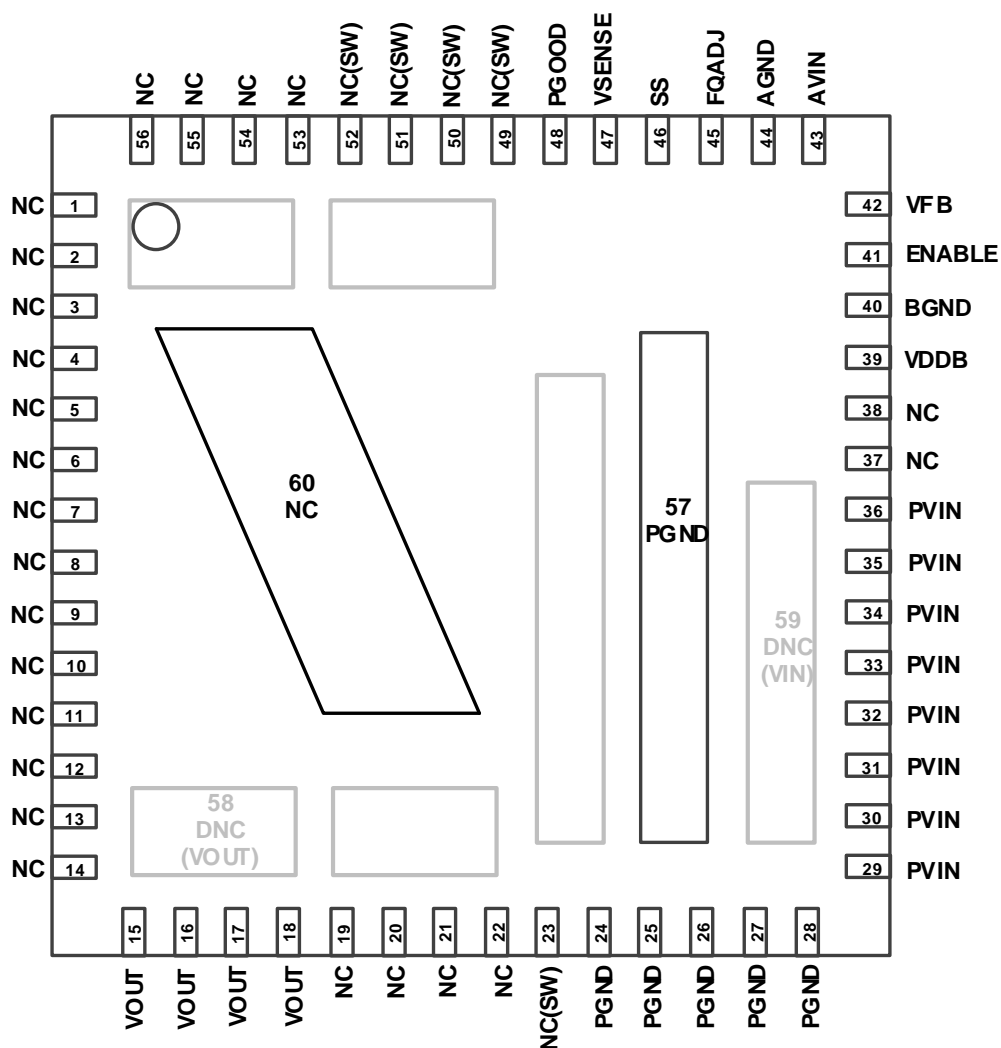 NC
NC
NC
NC
NC(SW)
NC(SW)
NC(SW)
NC(SW)
PGOOD
VSENSE
SS
FQADJ
AGND
AVIN
56
55
54
53
52
51
50
49
48
47
46
45
44
43
NC 1
NC 2
NC 3
NC 4
NC 5
NC 6
NC 7
NC 8
NC 9
NC 10
NC 11
NC 12
NC 13
NC 14
60
NC
57
PGND
59
DNC
(VIN)
58
DNC
(VOUT)
42 VFB
41 ENABLE
40 BGND
39 VDDB
38 NC
37 NC
36 PVIN
35 PVIN
34 PVIN
33 PVIN
32 PVIN
31 PVIN
30 PVIN
29 PVIN
15
16
17
18
19
20
21
22
23
24
25
26
27
28
VOUT
VOUT
VOUT
VOUT
NC
NC
NC
NC
NC(SW)
PGND
PGND
PGND
PGND
PGND